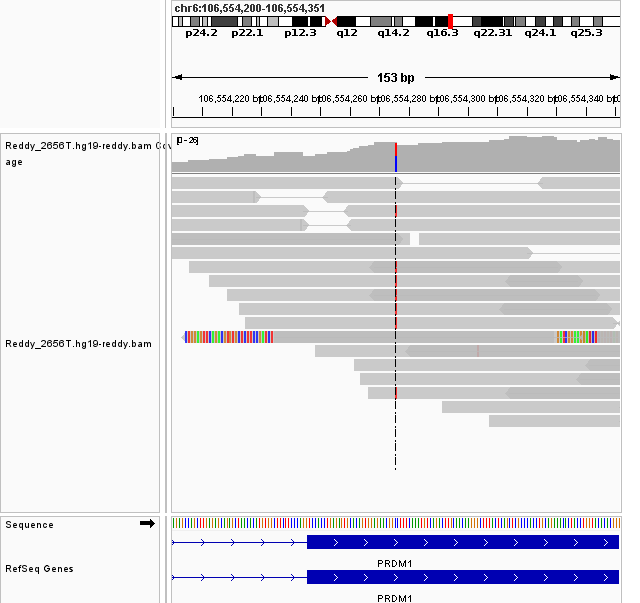 chr6:106,554,200-106,554,351
p24.2 p22.1 p12.3 q12 q14.2 q16.3 q22.31 q24.1 q25.3
153 bp
106,554,220 bp 106,554,240 bp 106,554,260 bp 106,554,280 bp 106,554,300 bp 106,554,320 bp 106,554,340 bp
Reddy_2656T.hg19-reddy.bam Cov
age
[0-26]
Reddy_2656T.hg19-reddy.bam
Sequence
PRDM1
RefSeq Genes
PRDM1